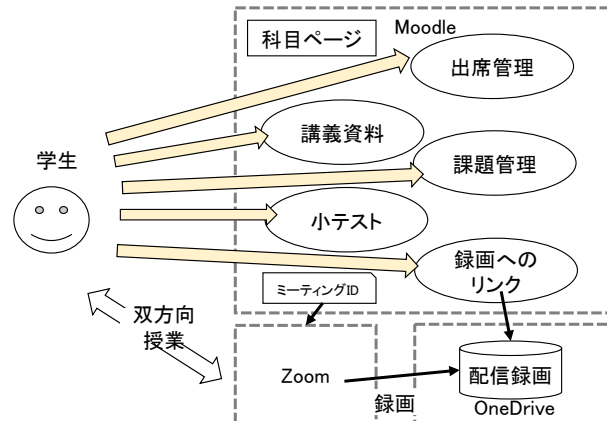 科目ページ
Moodle
出席管理
講義資料
学生
課題管理
小テスト
録画への
リンク
ミーティングID
双方向
授業
Zoom
配信録画
録画
OneDrive